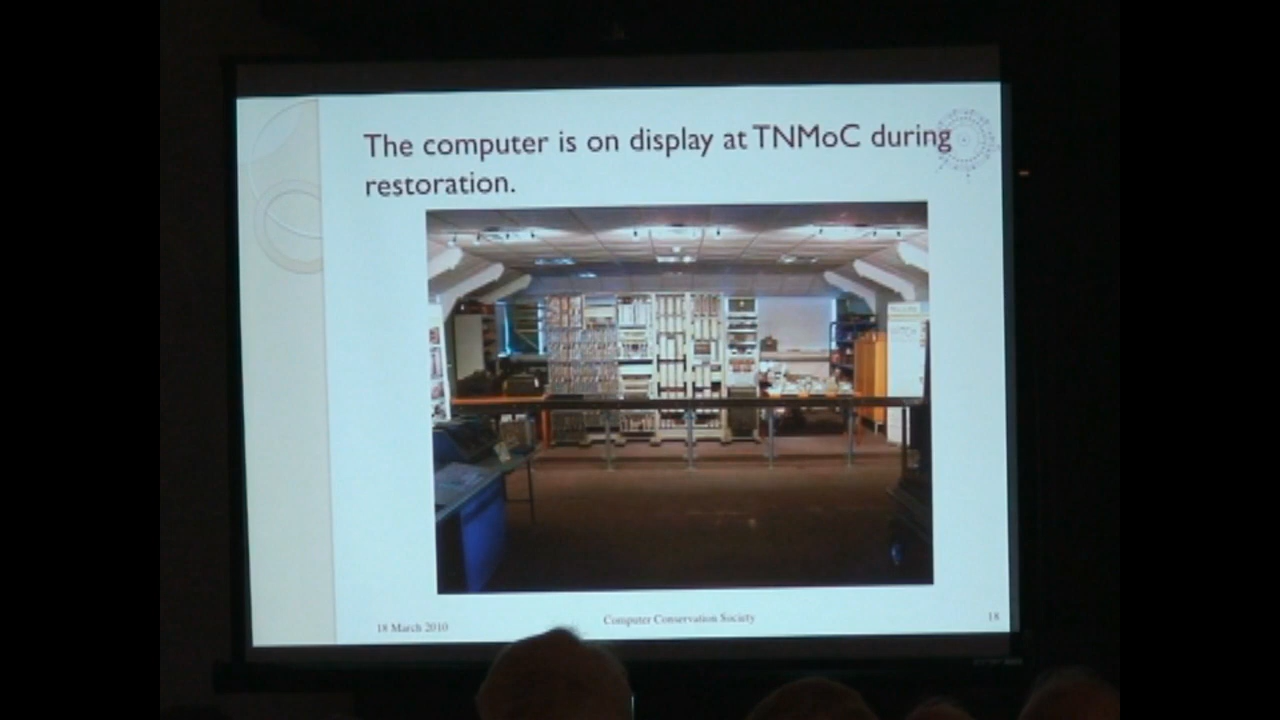 The computer is on display at TNMoC during
restoration.
18 March 2010
Computer Conservation Society
18